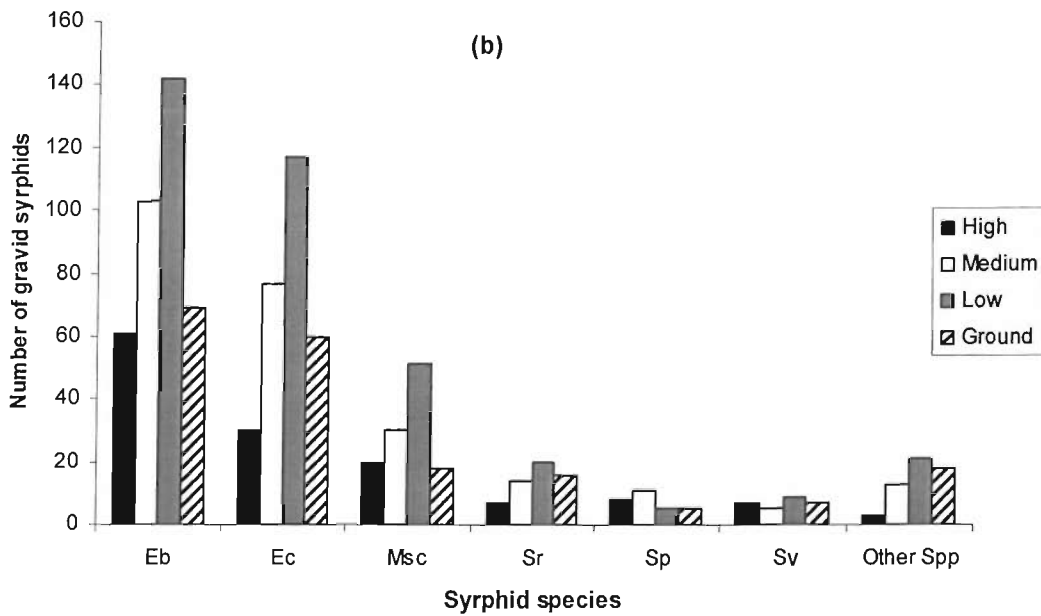 (b)
160
140
120
100
80
60
40
20
0
Number of gravid syrphids
Eb Ec Msc Sr Sp Sv Other Spp
Syrphid species
High
Medium
Low
Ground